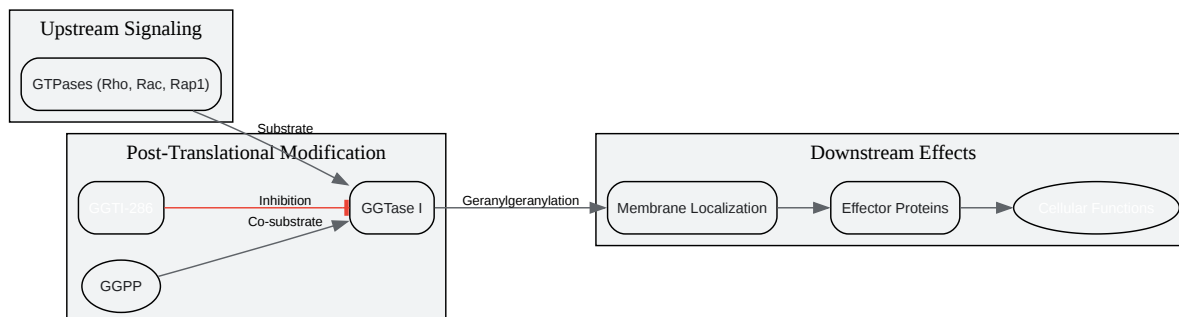 Upstream Signaling
GTPases (Rho, Rac, Rap1)
Substrate
Post-Translational Modification
GGTI-286
Inhibition
GGTase I
Co-substrate
GGPP
Geranylgeranylation
Downstream Effects
Membrane Localization
Effector Proteins
Cellular Functions